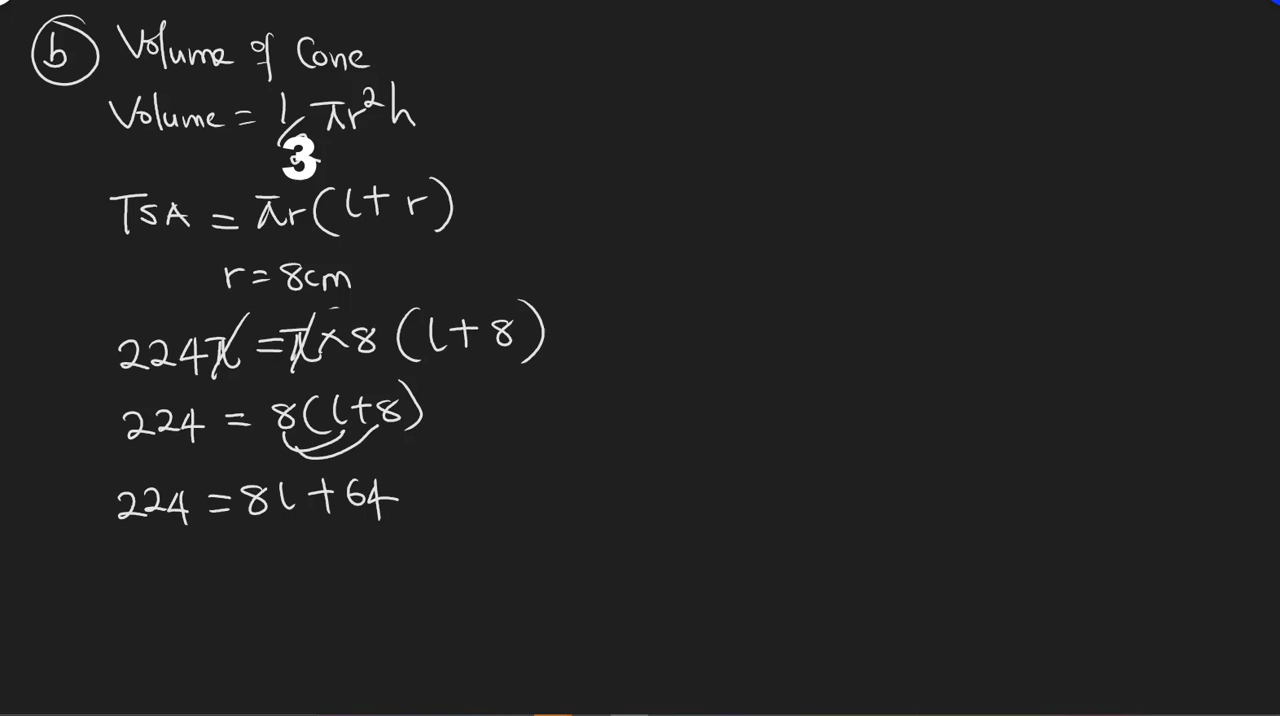 b Volume of Cone
Volume = 1/3 πr²h
TSA = πr(l + r)
r = 8cm
224π = π × 8 (l + 8)
224 = 8(l+8)
224 = 8l + 64